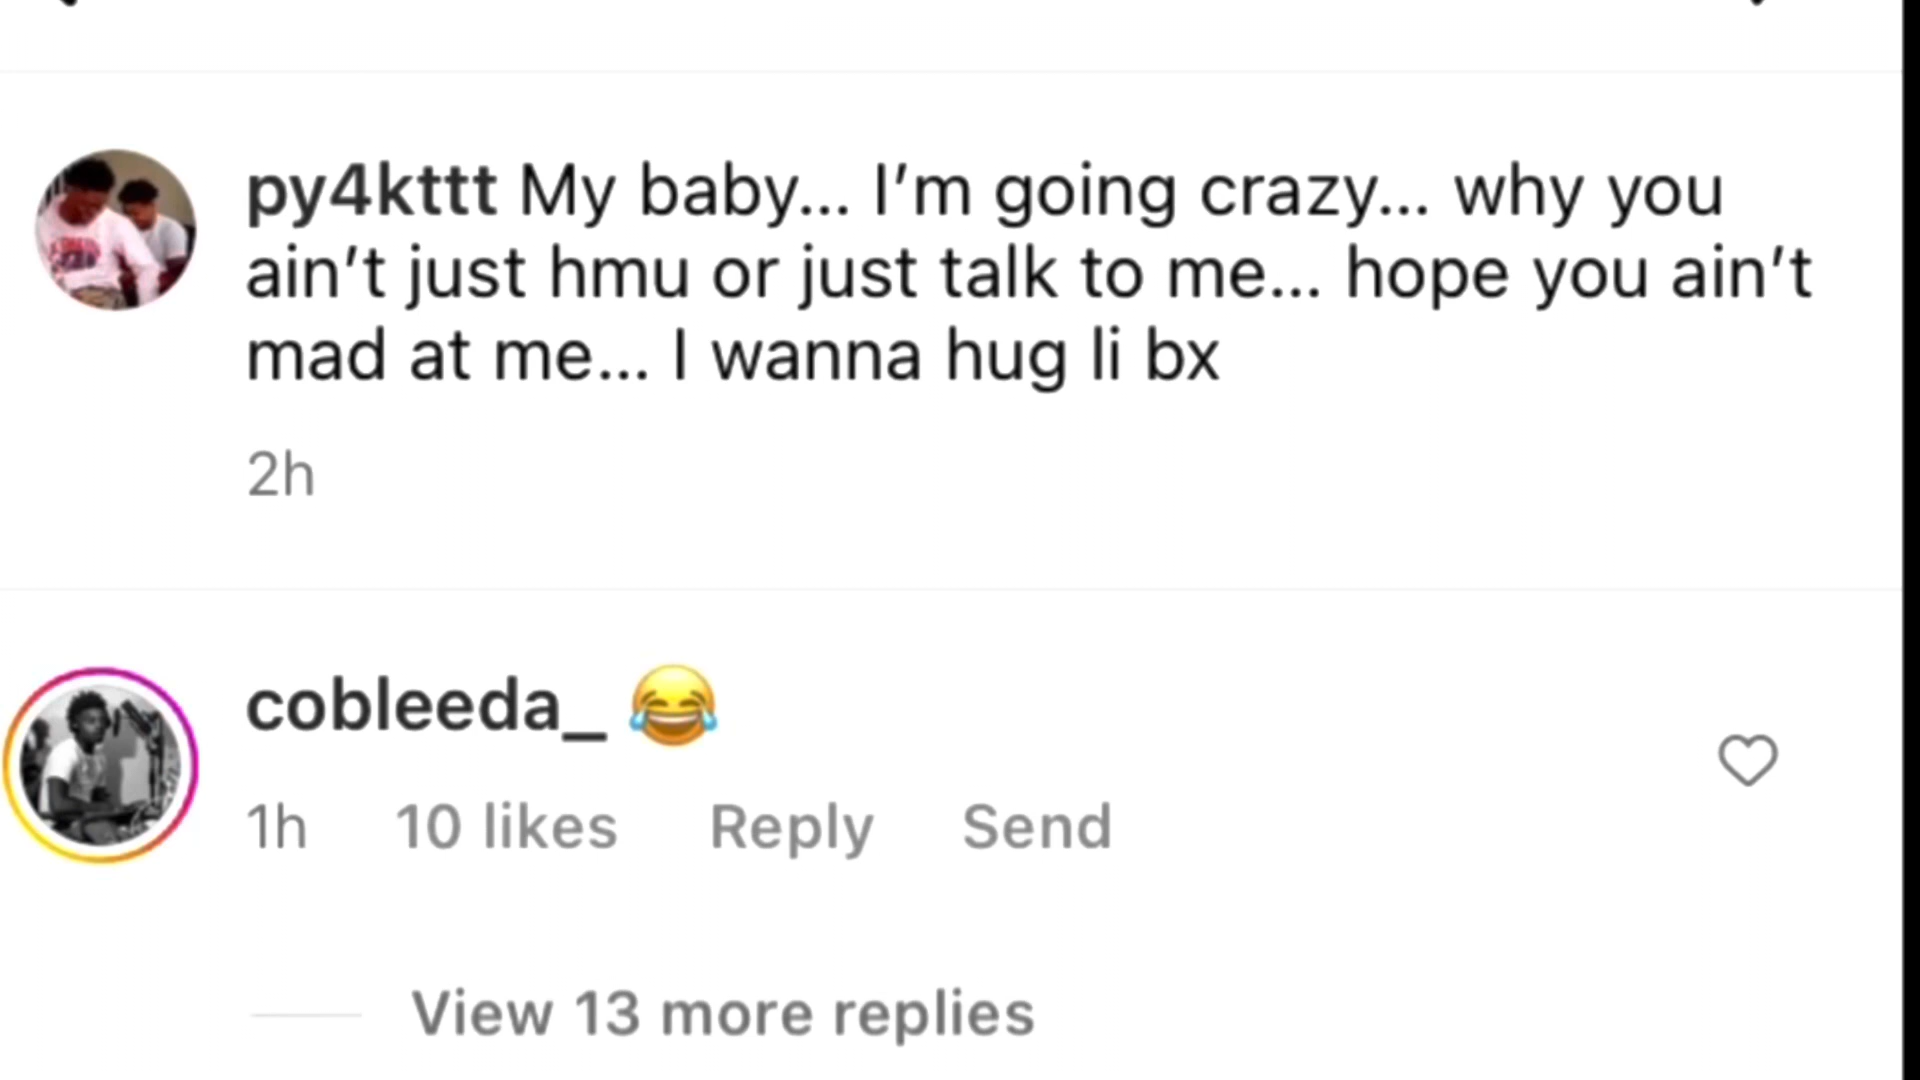 py4kttt My baby... I'm going crazy... why you
ain't just hmu or just talk to me... hope you ain't
mad at me... I wanna hug li bx
2h
cobleeda_ 😂
1h 10 likes Reply Send
View 13 more replies